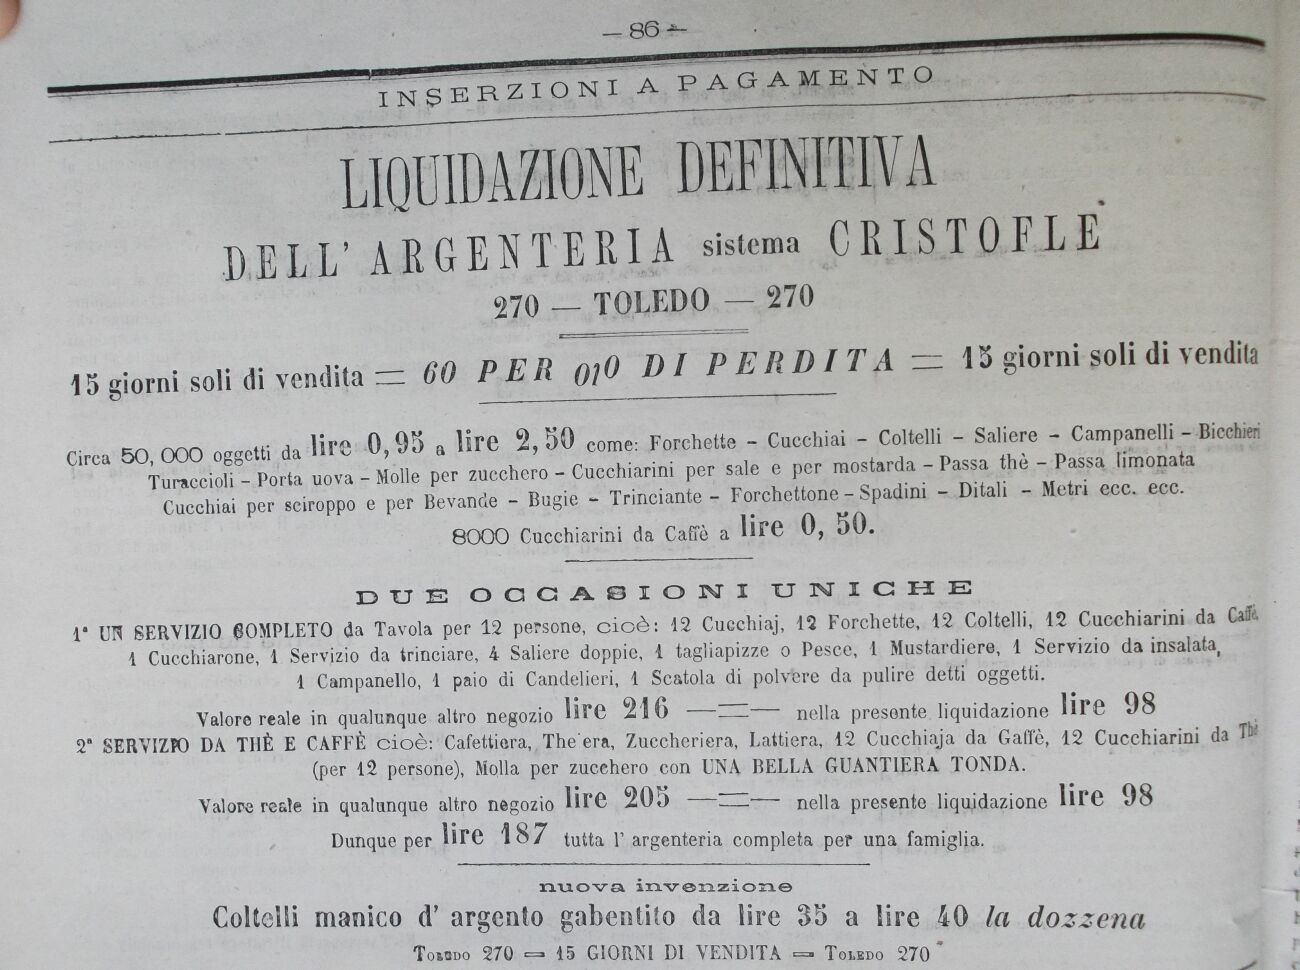 — 86 —
INSERZIONI A PAGAMENTO
LIQUIDAZIONE DEFINITIVA
DELL' ARGENTERIA sistema CRISTOFLE
270 — TOLEDO — 270
15 giorni soli di vendita = 60 PER 0/0 DI PERDITA = 15 giorni soli di vendita
Circa 50,000 oggetti da lire 0,95 a lire 2,50 come: Forchette - Cucchiai - Coltelli - Saliere - Campanelli - Bicchieri
Turaccioli - Porta uova - Molle per zucchero - Cucchiarini per sale e per mostarda - Passa thè - Passa limonata
Cucchiai per sciroppo e per Bevande - Bugie - Trinciante - Forchettone - Spadini - Ditali - Metri ecc. ecc.
8000 Cucchiarini da Caffè a lire 0, 50.
DUE OCCASIONI UNICHE
1ª UN SERVIZIO COMPLETO da Tavola per 12 persone, cioè: 12 Cucchiaj, 12 Forchette, 12 Coltelli, 12 Cucchiarini da Caffè,
1 Cucchiarone, 1 Servizio da trinciare, 4 Saliere doppie, 1 tagliapizze o Pesce, 1 Mustardiere, 1 Servizio da insalata,
1 Campanello, 1 paio di Candelieri, 1 Scatola di polvere da pulire detti oggetti.
Valore reale in qualunque altro negozio lire 216 —=— nella presente liquidazione lire 98
2ª SERVIZIO DA THÈ E CAFFÈ cioè: Cafettiera, The era, Zuccheriera, Lattiera, 12 Cucchiaja da Gaffè, 12 Cucchiarini da Thè
(per 12 persone), Molla per zucchero con UNA BELLA GUANTIERA TONDA.
Valore reale in qualunque altro negozio lire 205 —=— nella presente liquidazione lire 98
Dunque per lire 187 tutta l' argenteria completa per una famiglia.
nuova invenzione
Coltelli manico d' argento gabentito da lire 35 a lire 40 la dozzena
TOLEDO 270 = 15 GIORNI DI VENDITA = TOLEDO 270